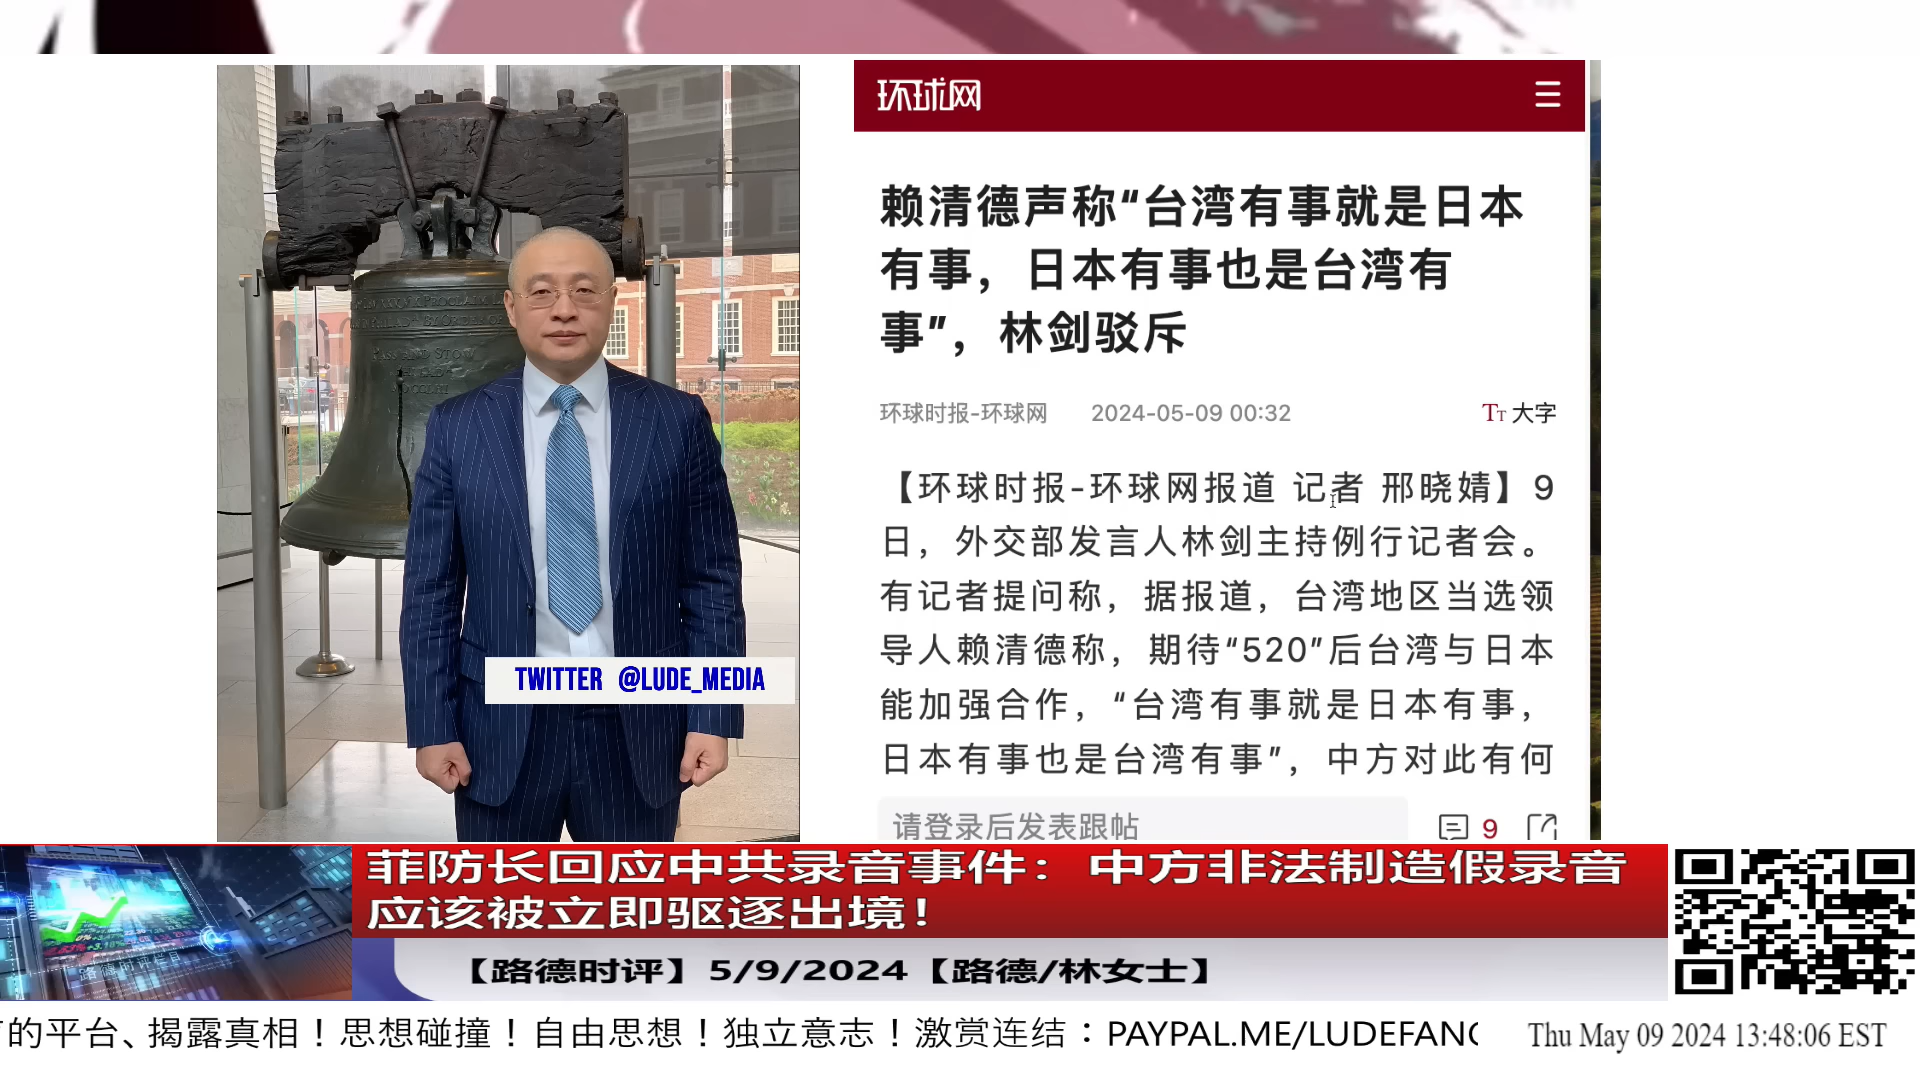 环球网
赖清德声称“台湾有事就是日本
有事，日本有事也是台湾有
事”，林剑驳斥
环球时报-环球网 2024-05-09 00:32 TT 大字
【环球时报-环球网报道 记者 邢晓婧】9
日，外交部发言人林剑主持例行记者会。
有记者提问称，据报道，台湾地区当选领
导人赖清德称，期待“520”后台湾与日本
能加强合作，“台湾有事就是日本有事，
日本有事也是台湾有事”，中方对此有何
请登录后发表跟帖 9
PASS AND STOW
TWITTER @LUDE_MEDIA
菲防长回应中共录音事件：中方非法制造假录音
应该被立即驱逐出境！
【路德时评】5/9/2024【路德/林女士】
的平台、揭露真相！思想碰撞！自由思想！独立意志！激赏连结：PAYPAL.ME/LUDEFANG
Thu May 09 2024 13:48:06 EST